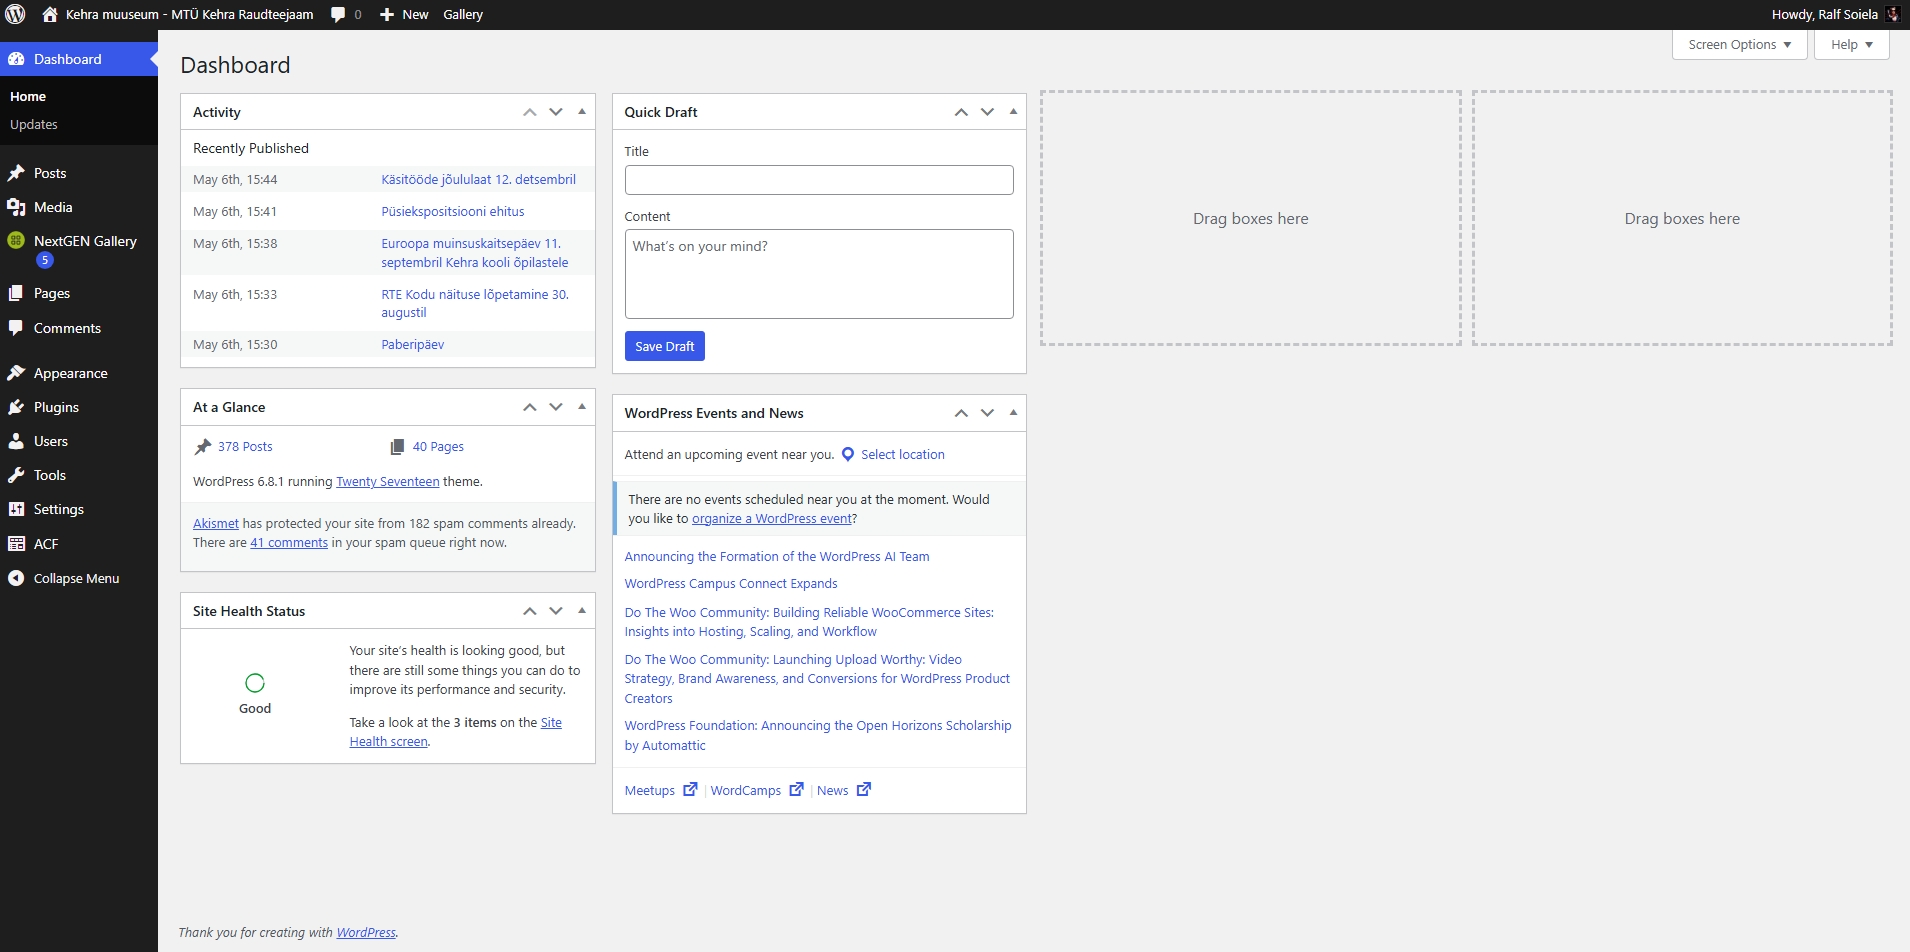 Kehra muuseum - MTÜ Kehra Raudteejaam
0
New
Gallery
Howdy, Ralf Soiela
Dashboard
Home
Updates
Posts
Media
NextGEN Gallery
5
Pages
Comments
Appearance
Plugins
Users
Tools
Settings
ACF
Collapse Menu
Screen Options
Help
Dashboard
Activity
Recently Published
May 6th, 15:44
Käsitööde jõululaat 12. detsembril
May 6th, 15:41
Püsiekspositsiooni ehitus
May 6th, 15:38
Euroopa muinsuskaitsepäev 11.
septembril Kehra kooli õpilastele
May 6th, 15:33
RTE Kodu näituse lõpetamine 30.
augustil
May 6th, 15:30
Paberipäev
At a Glance
378 Posts
40 Pages
WordPress 6.8.1 running Twenty Seventeen theme.
Akismet has protected your site from 182 spam comments already.
There are 41 comments in your spam queue right now.
Site Health Status
Good
Your site's health is looking good, but
there are still some things you can do to
improve its performance and security.
Take a look at the 3 items on the Site
Health screen.
Quick Draft
Title
Content
What's on your mind?
Save Draft
WordPress Events and News
Attend an upcoming event near you.
Select location
There are no events scheduled near you at the moment. Would
you like to organize a WordPress event?
Announcing the Formation of the WordPress AI Team
WordPress Campus Connect Expands
Do The Woo Community: Building Reliable WooCommerce Sites:
Insights into Hosting, Scaling, and Workflow
Do The Woo Community: Launching Upload Worthy: Video
Strategy, Brand Awareness, and Conversions for WordPress Product
Creators
WordPress Foundation: Announcing the Open Horizons Scholarship
by Automattic
Meetups | WordCamps | News
Drag boxes here
Drag boxes here
Thank you for creating with WordPress.